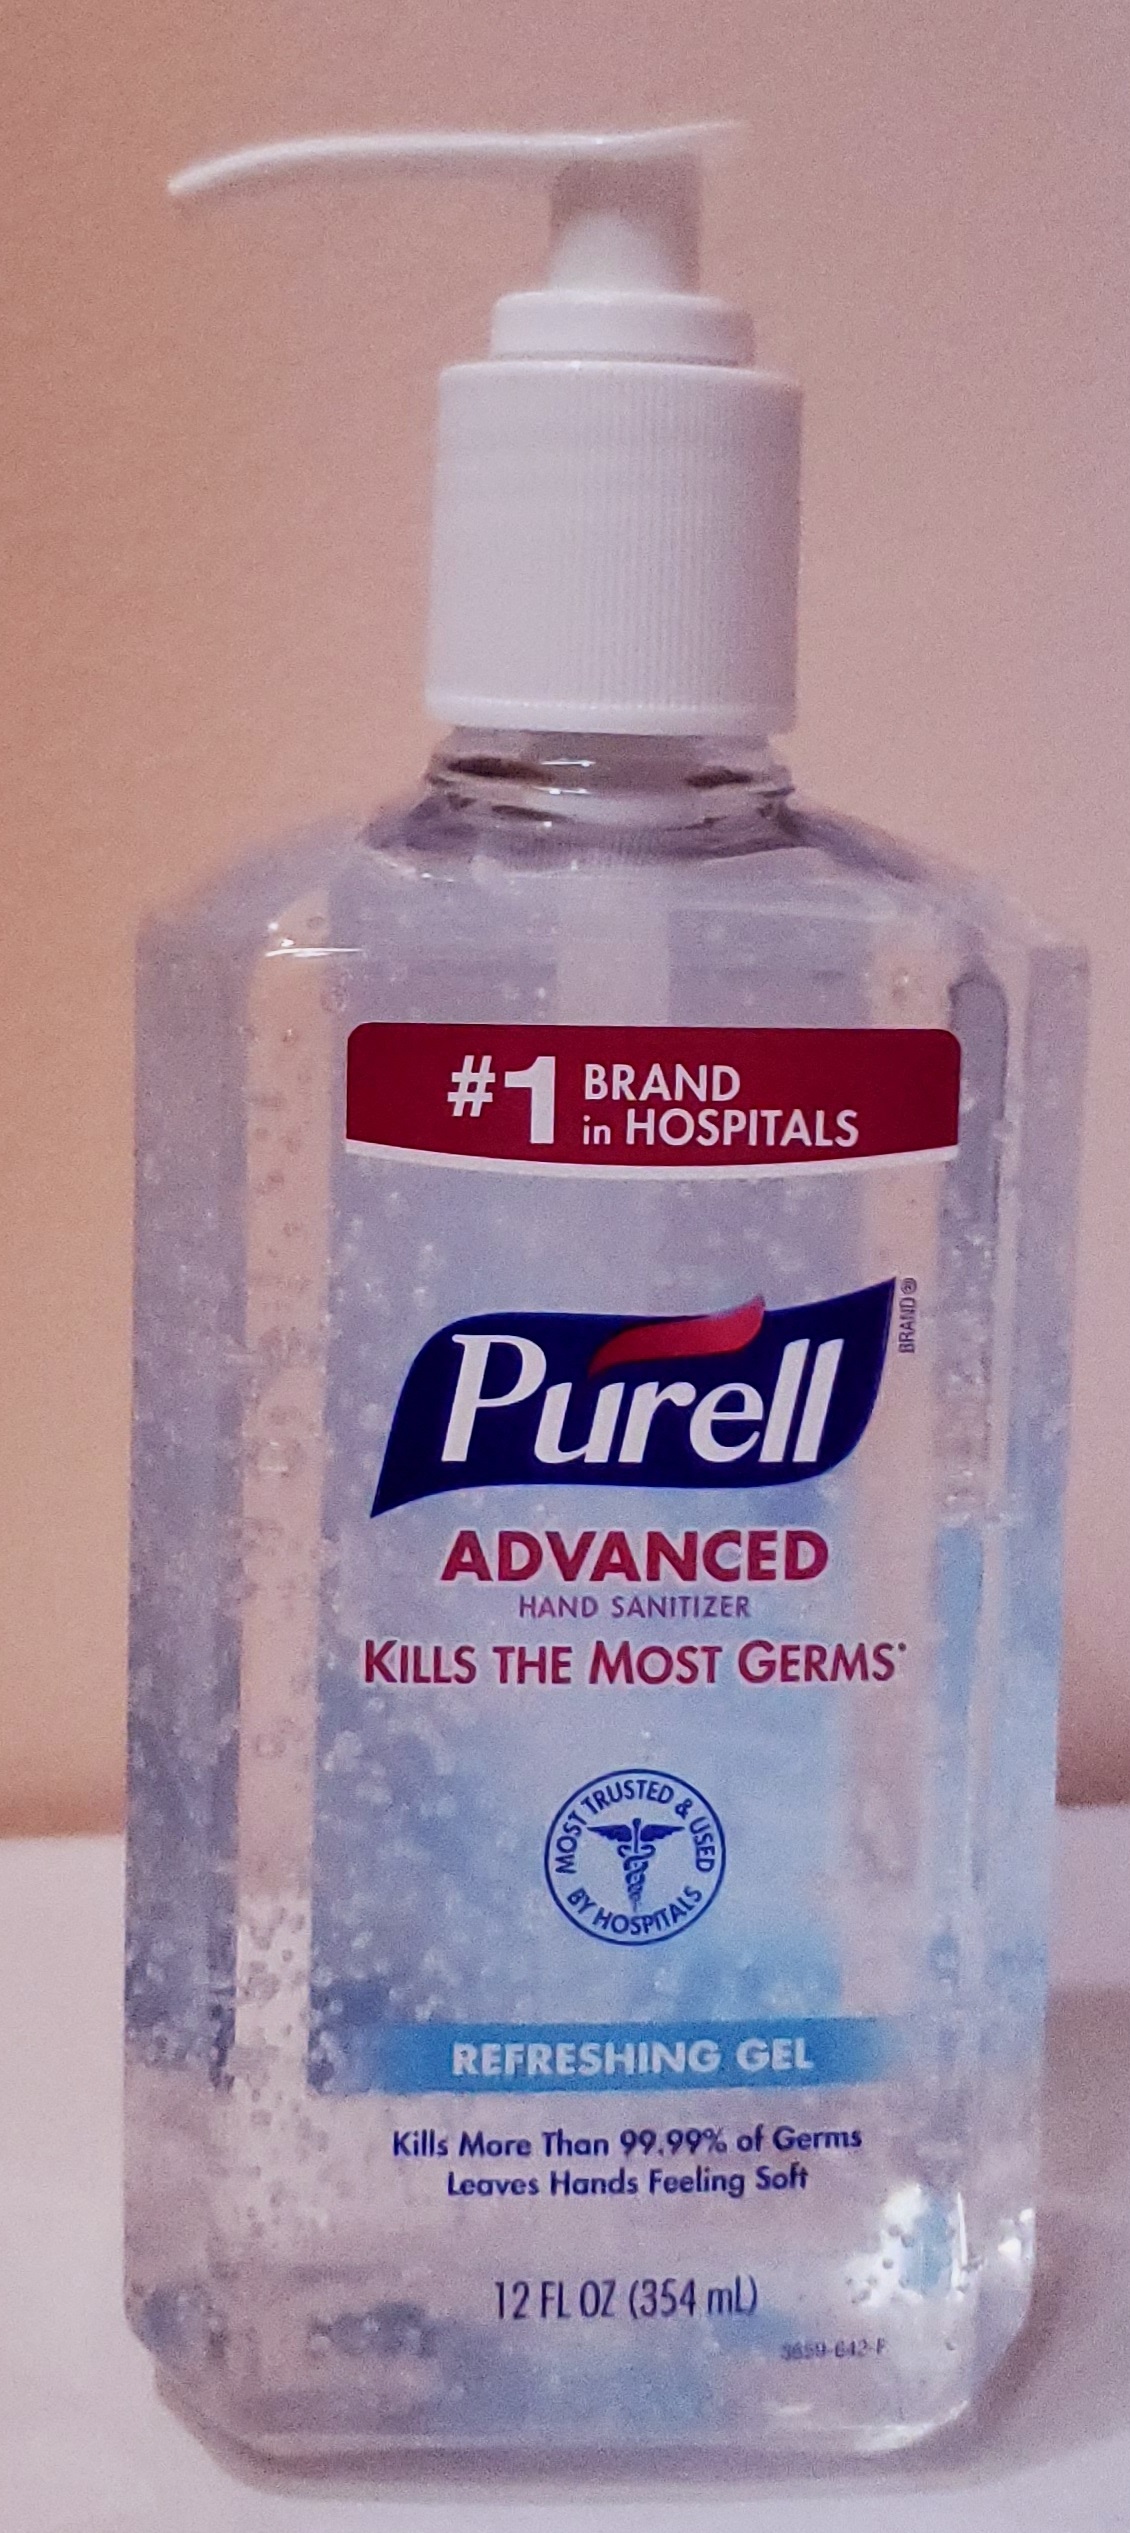 #1 BRAND
in HOSPITALS
Purell
BRAND®
ADVANCED
HAND SANITIZER
KILLS THE MOST GERMS*
MOST TRUSTED & USED
BY HOSPITALS
REFRESHING GEL
Kills More Than 99.99% of Germs
Leaves Hands Feeling Soft
12 FL OZ (354 mL)